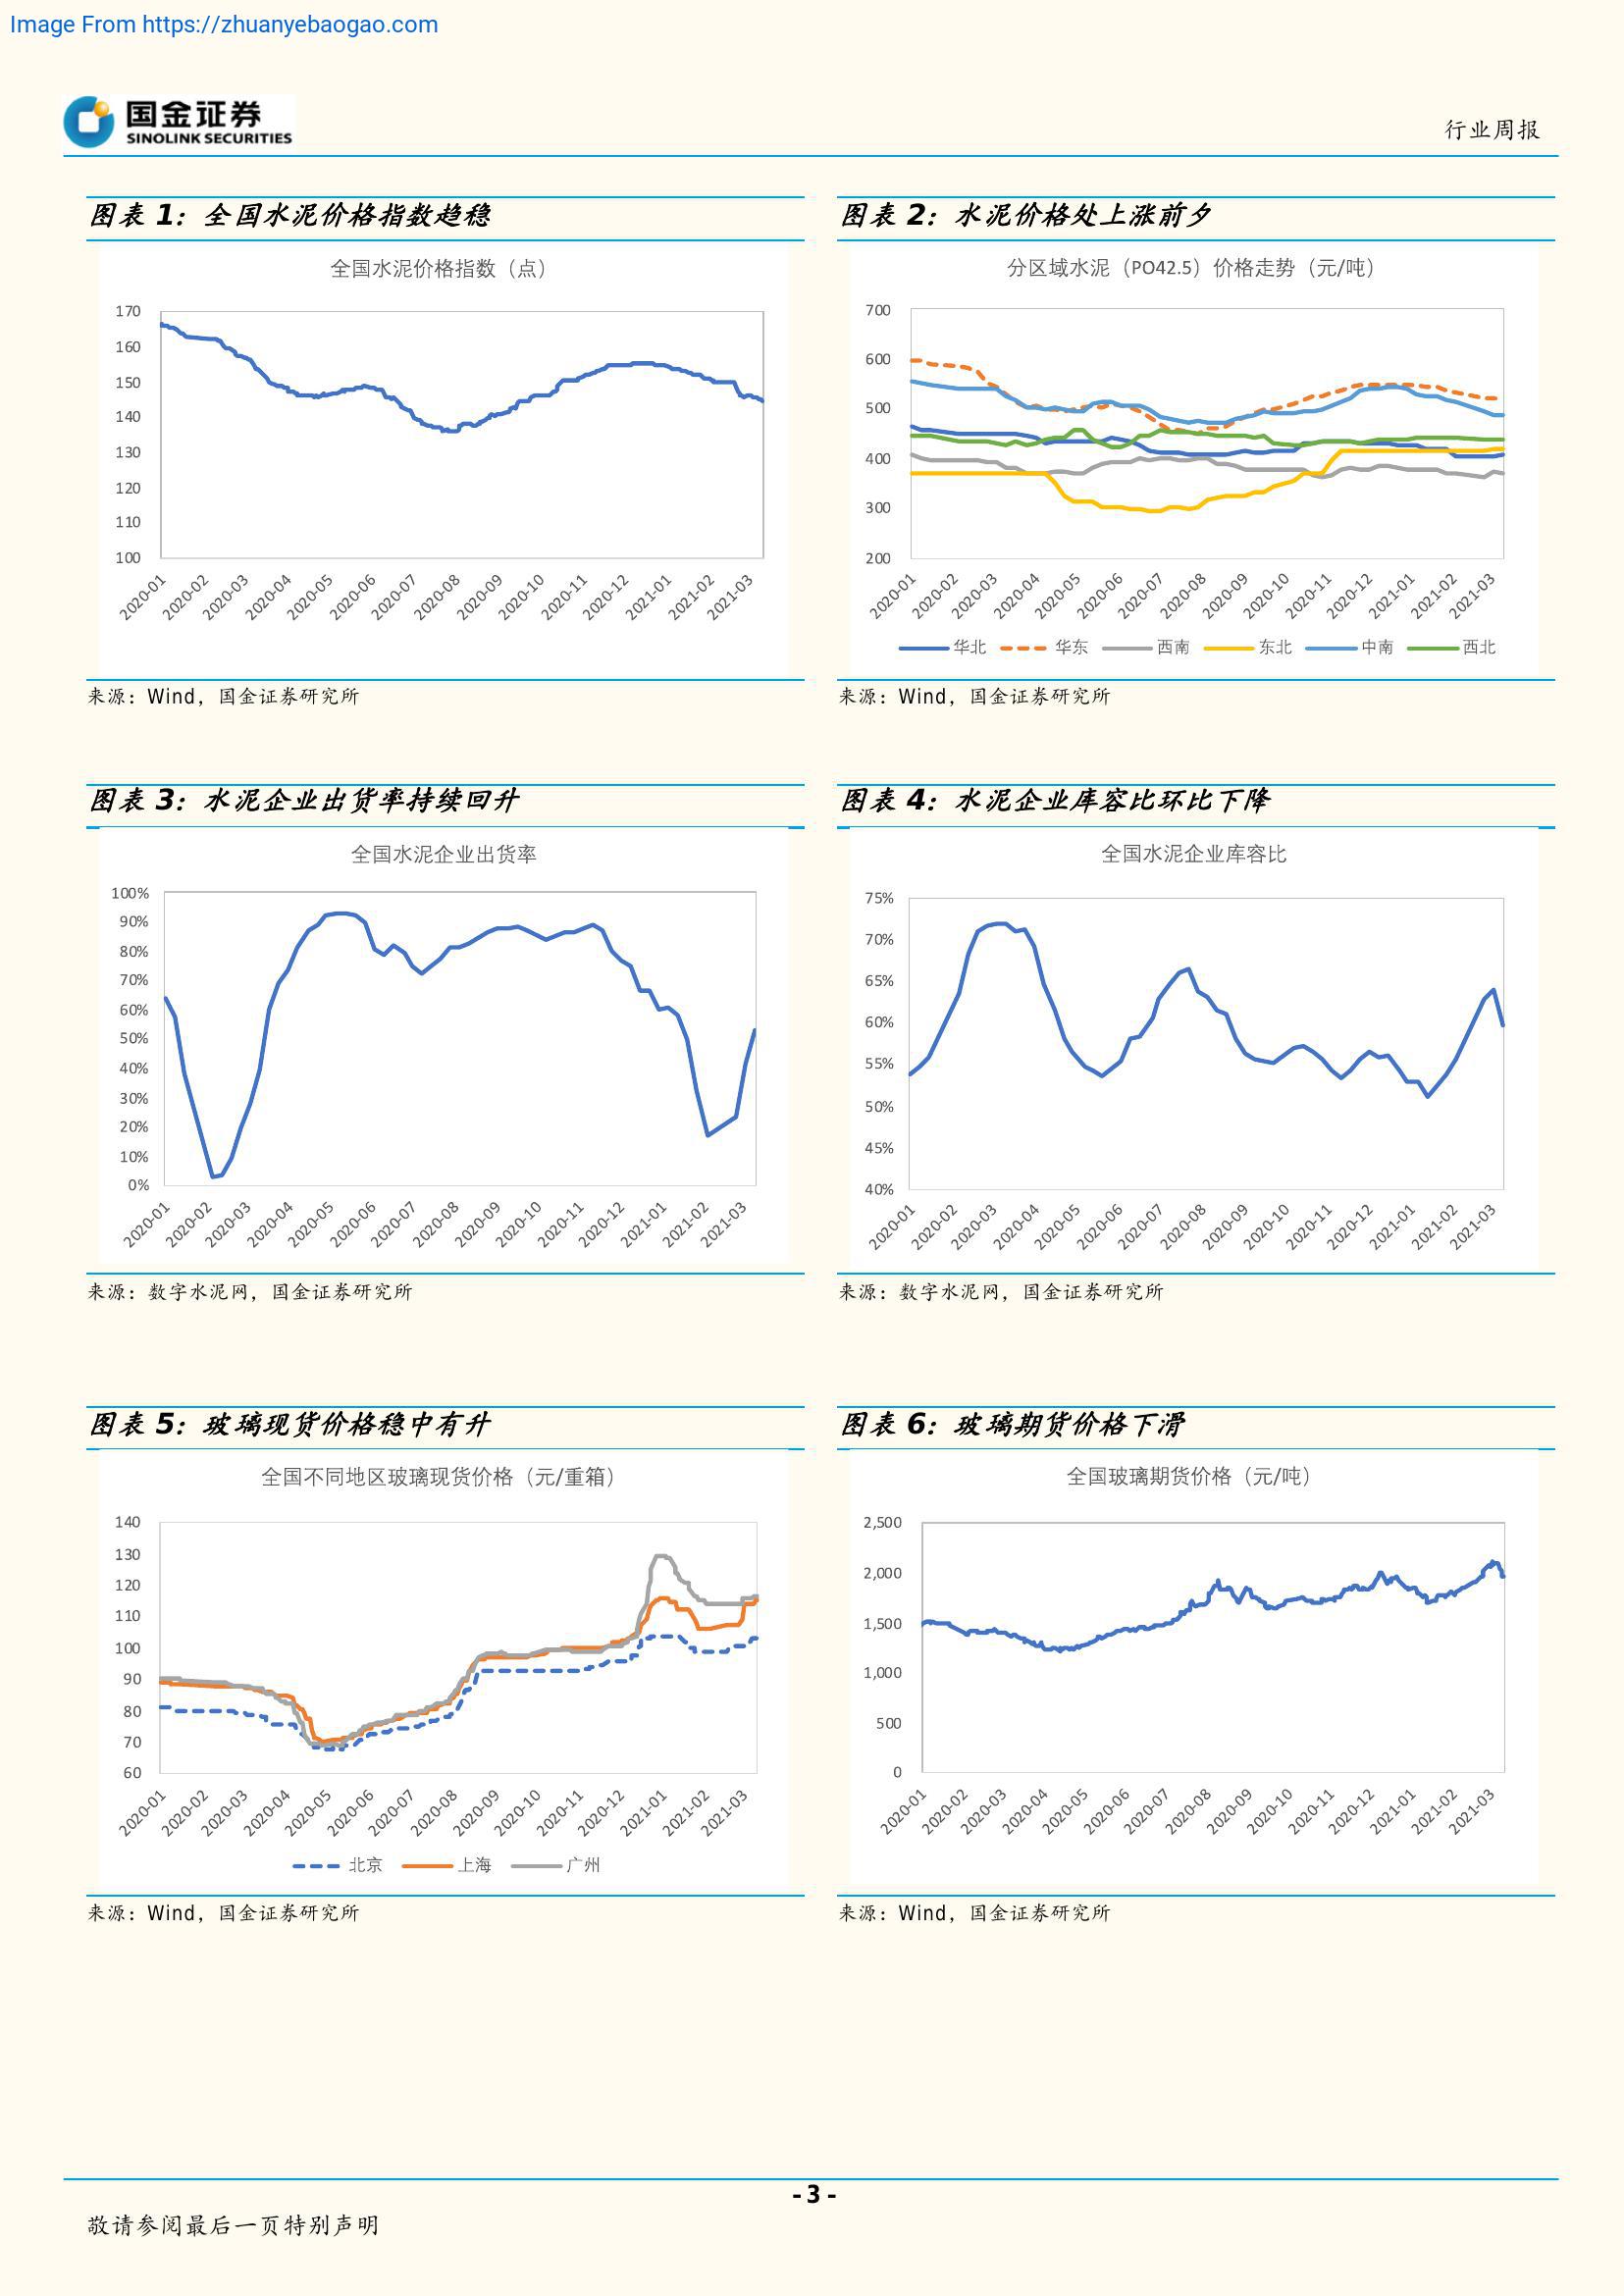 Image From https://zhuanyebaogao.com
国金证券
SINOLINK SECURITIES
行业周报
图表 1：全国水泥价格指数趋稳
全国水泥价格指数（点）
170
160
150
140
130
120
110
100
2020-01 2020-02 2020-03 2020-04 2020-05 2020-06 2020-07 2020-08 2020-09 2020-10 2020-11 2020-12 2021-01 2021-02 2021-03
来源：Wind，国金证券研究所
图表 2：水泥价格处上涨前夕
分区域水泥（PO42.5）价格走势（元/吨）
700
600
500
400
300
200
2020-01 2020-02 2020-03 2020-04 2020-05 2020-06 2020-07 2020-08 2020-09 2020-10 2020-11 2020-12 2021-01 2021-02 2021-03
华北 华东 西南 东北 中南 西北
来源：Wind，国金证券研究所
图表 3：水泥企业出货率持续回升
全国水泥企业出货率
100%
90%
80%
70%
60%
50%
40%
30%
20%
10%
0%
2020-01 2020-02 2020-03 2020-04 2020-05 2020-06 2020-07 2020-08 2020-09 2020-10 2020-11 2020-12 2021-01 2021-02 2021-03
来源：数字水泥网，国金证券研究所
图表 4：水泥企业库容比环比下降
全国水泥企业库容比
75%
70%
65%
60%
55%
50%
45%
40%
2020-01 2020-02 2020-03 2020-04 2020-05 2020-06 2020-07 2020-08 2020-09 2020-10 2020-11 2020-12 2021-01 2021-02 2021-03
来源：数字水泥网，国金证券研究所
图表 5：玻璃现货价格稳中有升
全国不同地区玻璃现货价格（元/重箱）
140
130
120
110
100
90
80
70
60
2020-01 2020-02 2020-03 2020-04 2020-05 2020-06 2020-07 2020-08 2020-09 2020-10 2020-11 2020-12 2021-01 2021-02 2021-03
北京 上海 广州
来源：Wind，国金证券研究所
图表 6：玻璃期货价格下滑
全国玻璃期货价格（元/吨）
2,500
2,000
1,500
1,000
500
0
2020-01 2020-02 2020-03 2020-04 2020-05 2020-06 2020-07 2020-08 2020-09 2020-10 2020-11 2020-12 2021-01 2021-02 2021-03
来源：Wind，国金证券研究所
- 3 -
敬请参阅最后一页特别声明